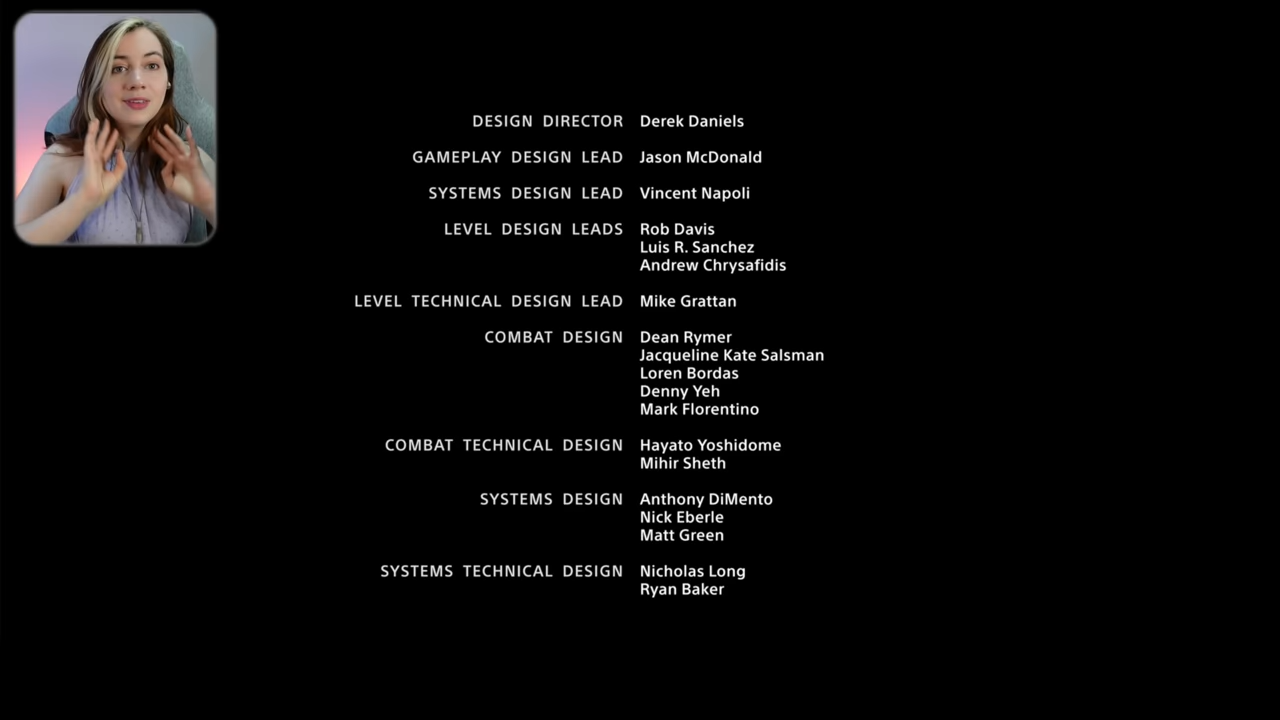 DESIGN DIRECTOR Derek Daniels
GAMEPLAY DESIGN LEAD Jason McDonald
SYSTEMS DESIGN LEAD Vincent Napoli
LEVEL DESIGN LEADS Rob Davis
Luis R. Sanchez
Andrew Chrysafidis
LEVEL TECHNICAL DESIGN LEAD Mike Grattan
COMBAT DESIGN Dean Rymer
Jacqueline Kate Salsman
Loren Bordas
Denny Yeh
Mark Florentino
COMBAT TECHNICAL DESIGN Hayato Yoshidome
Mihir Sheth
SYSTEMS DESIGN Anthony DiMento
Nick Eberle
Matt Green
SYSTEMS TECHNICAL DESIGN Nicholas Long
Ryan Baker